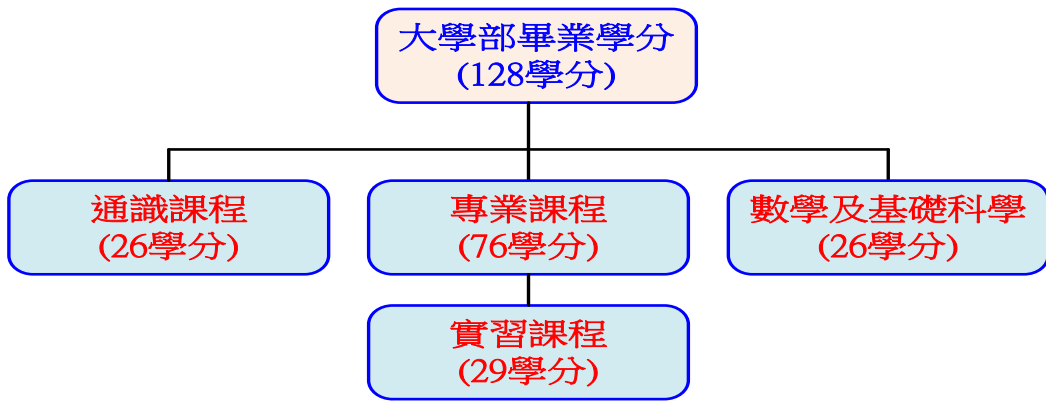 大學部畢業學分
(128學分)
通識課程
(26學分)
專業課程
(76學分)
數學及基礎科學
(26學分)
實習課程
(29學分)